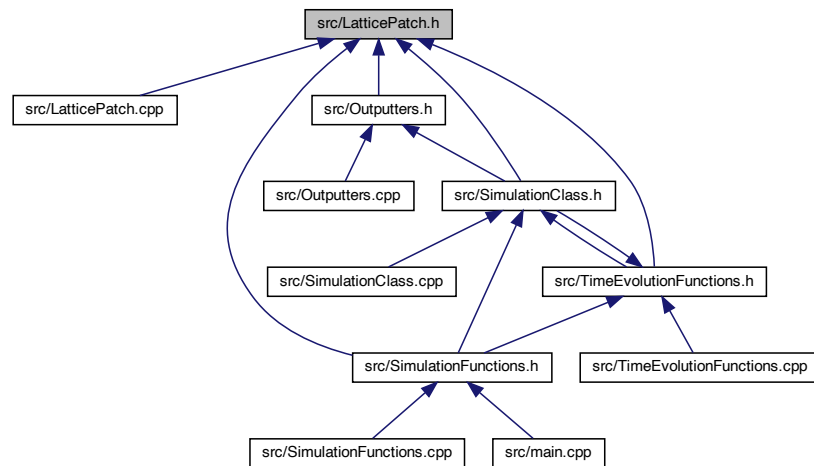 src/LatticePatch.h
src/LatticePatch.cpp
src/Outputters.h
src/Outputters.cpp
src/SimulationClass.h
src/SimulationClass.cpp
src/TimeEvolutionFunctions.h
src/SimulationFunctions.h
src/TimeEvolutionFunctions.cpp
src/SimulationFunctions.cpp
src/main.cpp